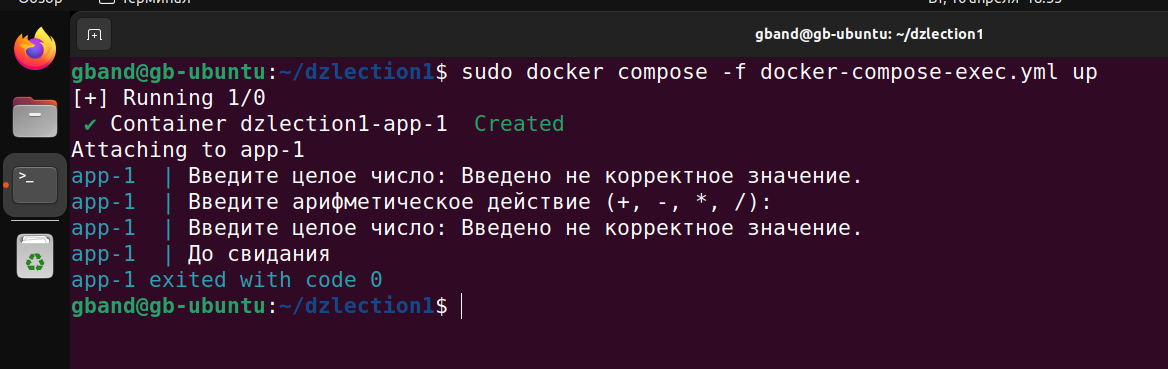 gband@gb-ubuntu: ~/dzlection1
gband@gb-ubuntu:~/dzlection1$ sudo docker compose -f docker-compose-exec.yml up
[+] Running 1/0
✔ Container dzlection1-app-1  Created
Attaching to app-1
app-1  | Введите целое число: Введено не корректное значение.
app-1  | Введите арифметическое действие (+, -, *, /):
app-1  | Введите целое число: Введено не корректное значение.
app-1  | До свидания
app-1 exited with code 0
gband@gb-ubuntu:~/dzlection1$